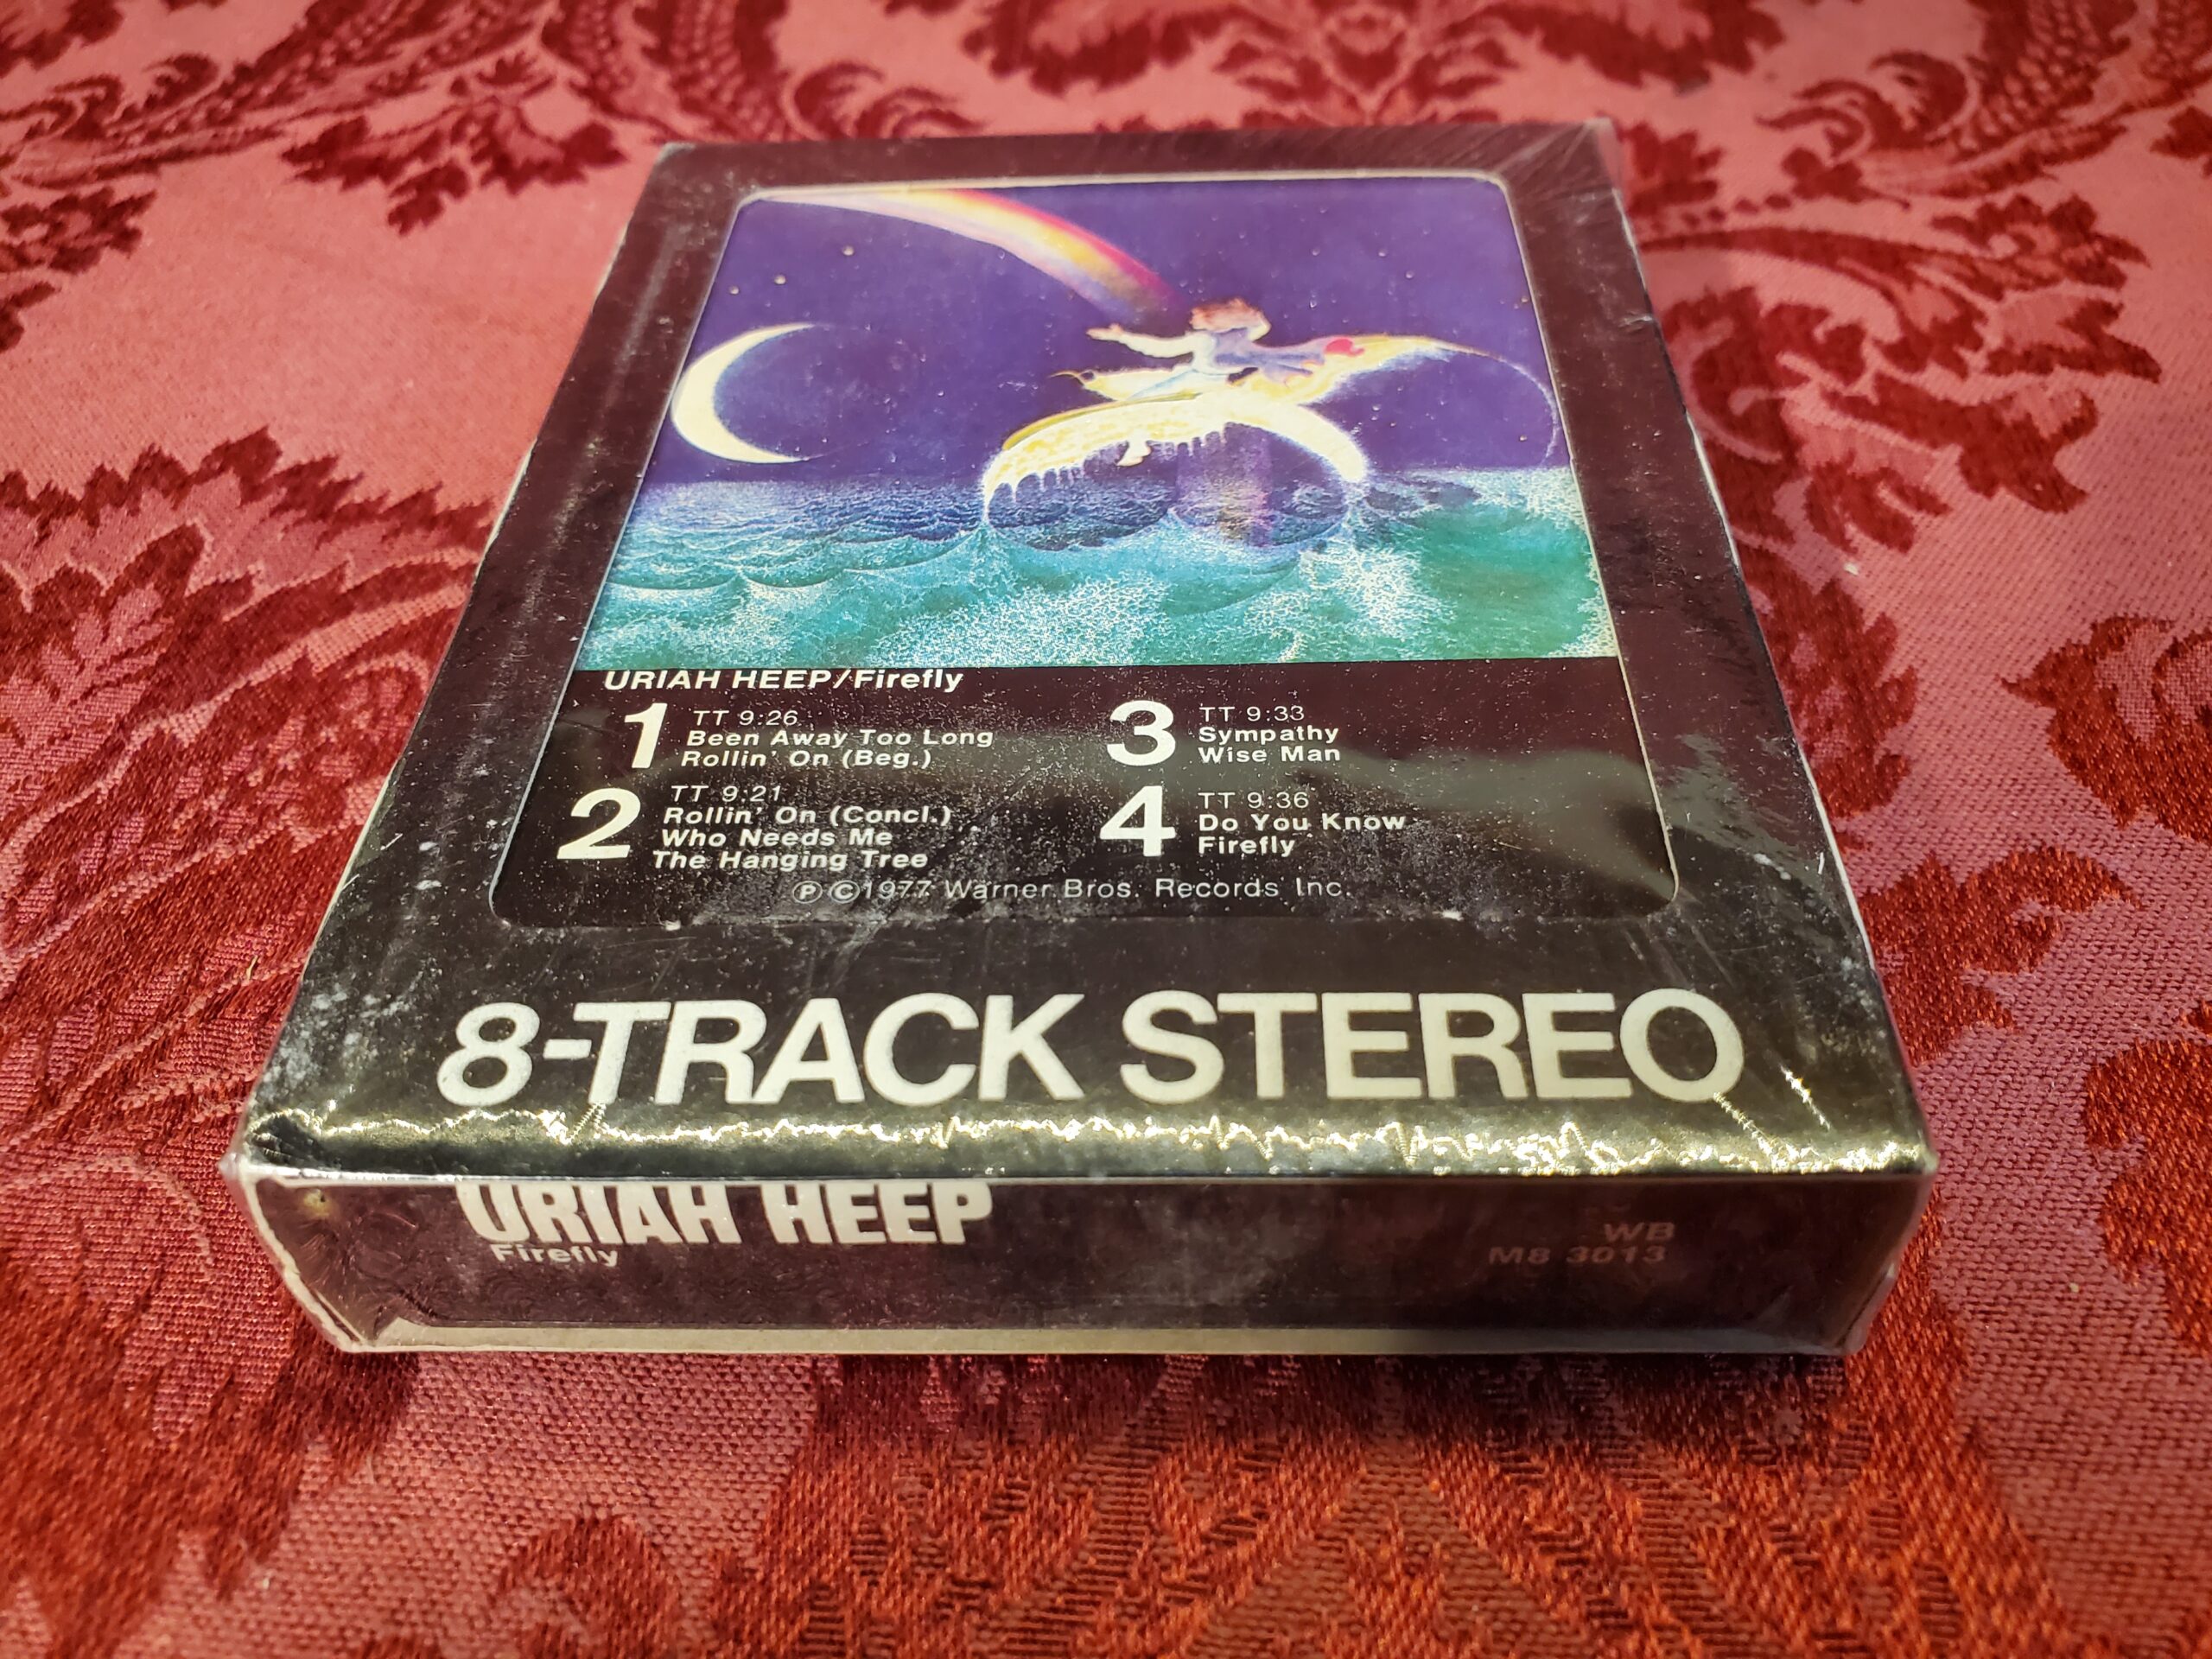 URIAH HEEP/Firefly
1 TT 9:26
Been Away Too Long
Rollin' On (Beg.)
2 TT 9:21
Rollin' On (Concl.)
Who Needs Me
The Hanging Tree
3 TT 9:33
Sympathy
Wise Man
4 TT 9:36
Do You Know
Firefly
Ⓟ©1977 Warner Bros. Records Inc.
8-TRACK STEREO
URIAH HEEP
Firefly
WB
M8 3013